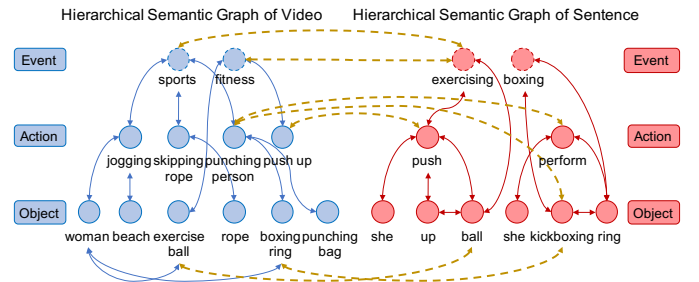 Hierarchical Semantic Graph of Video
Hierarchical Semantic Graph of Sentence
Event
sports
fitness
exercising
boxing
Event
Action
jogging
skipping
rope
punching
person
push up
push
perform
Action
Object
woman
beach
exercise
ball
rope
boxing
ring
punching
bag
she
up
ball
she
kickboxing
ring
Object